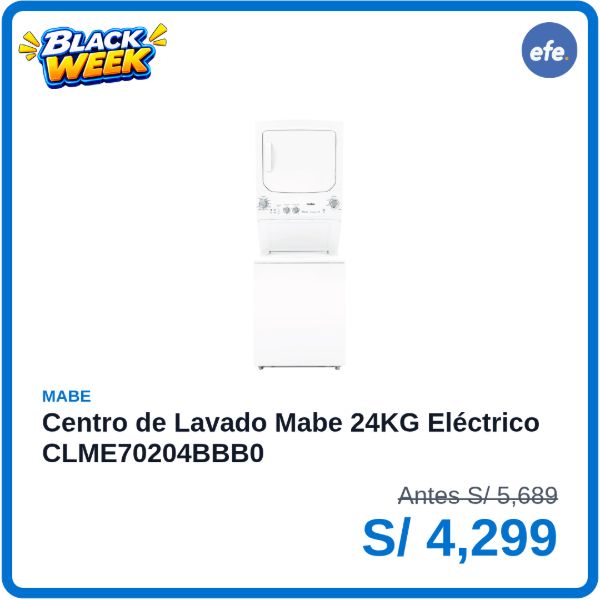 BLACK
WEEK
efe.
MABE
Centro de Lavado Mabe 24KG Eléctrico
CLME70204BBB0
Antes S/ 5,689
S/ 4,299